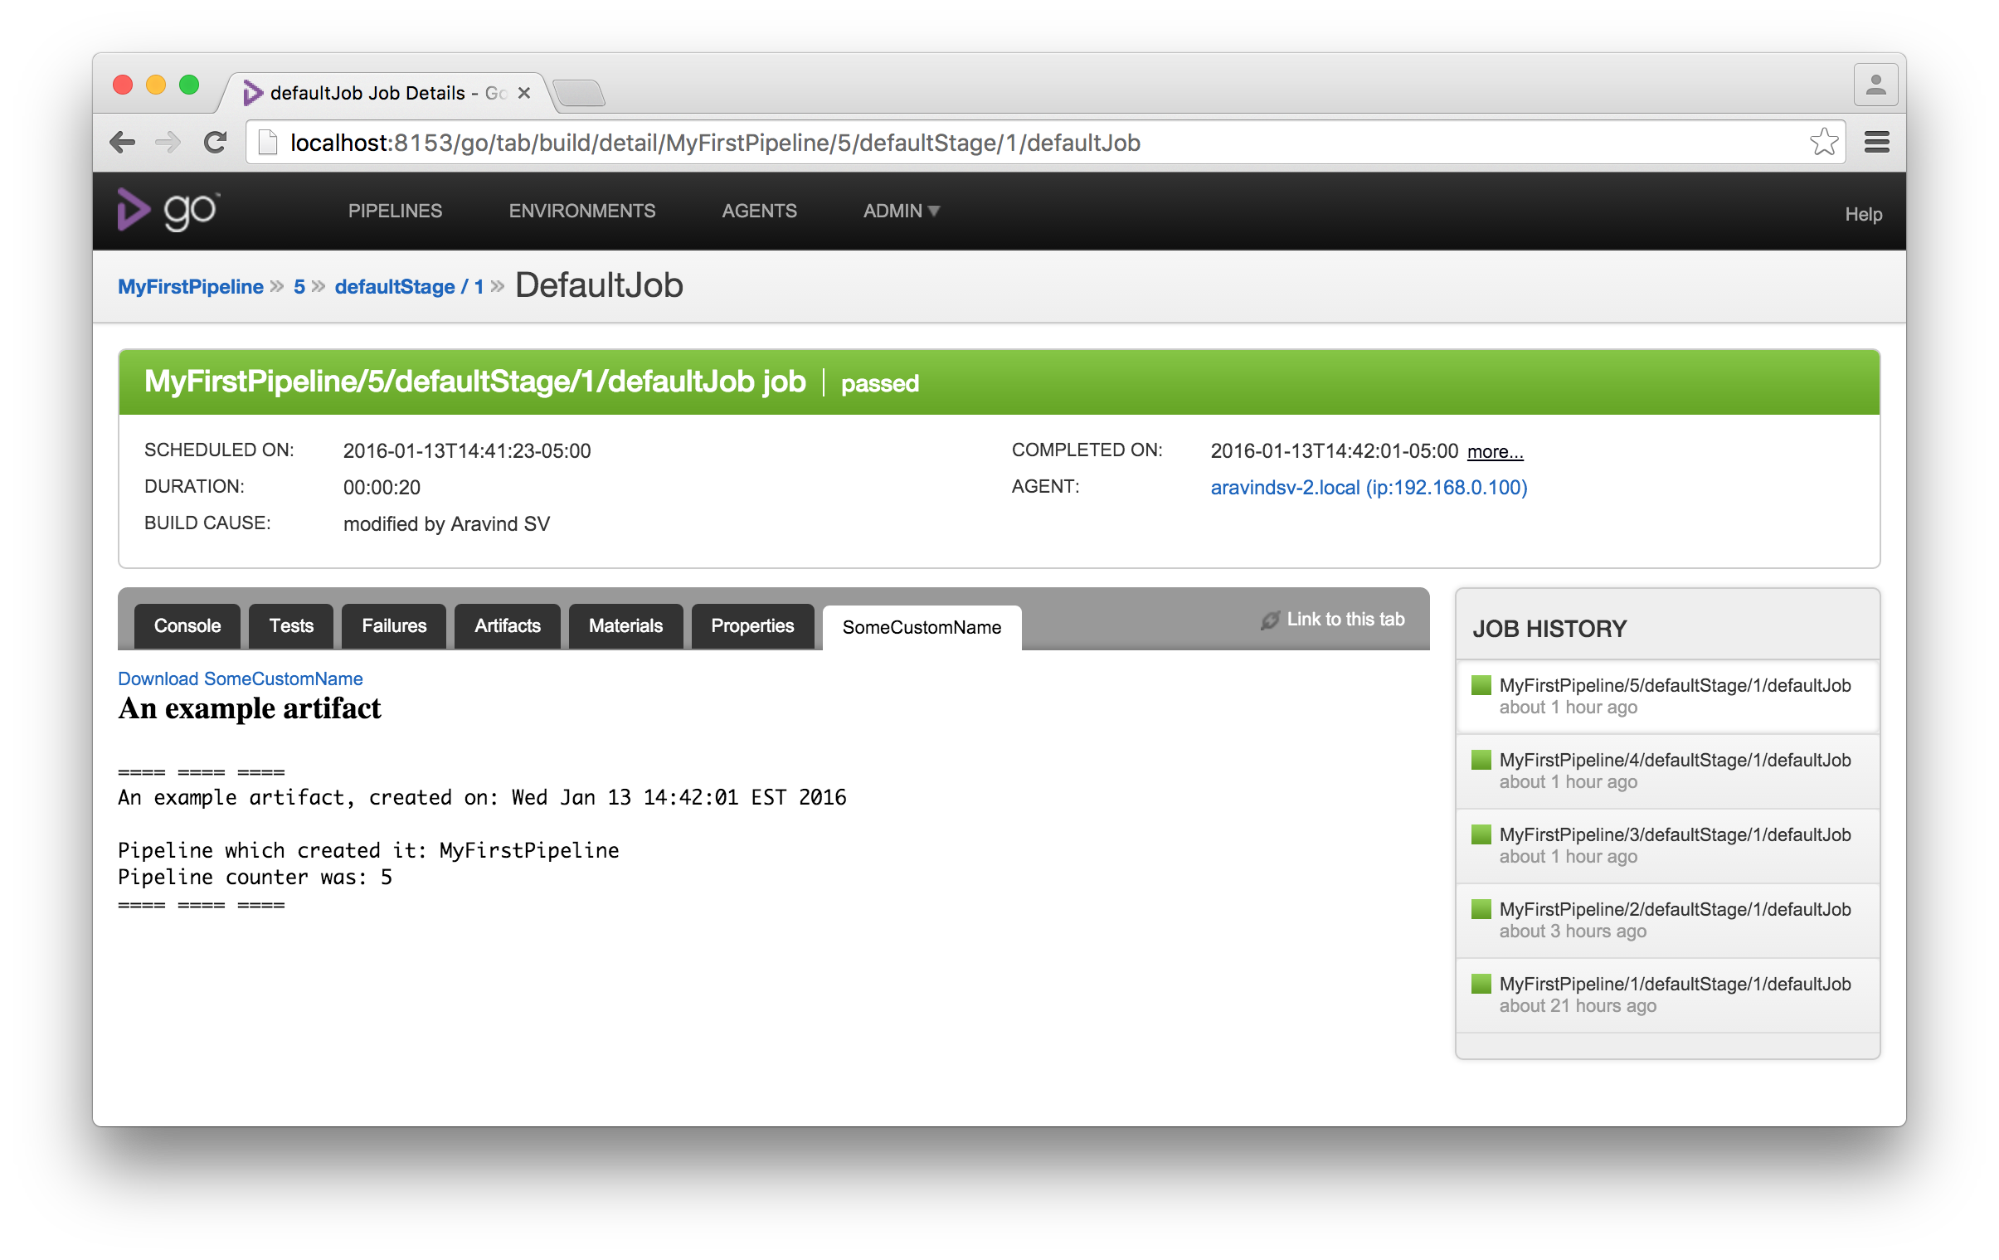 defaultJob Job Details - Go
localhost:8153/go/tab/build/detail/MyFirstPipeline/5/defaultStage/1/defaultJob
go™ PIPELINES ENVIRONMENTS AGENTS ADMIN ▼ Help
MyFirstPipeline » 5 » defaultStage / 1 » DefaultJob
MyFirstPipeline/5/defaultStage/1/defaultJob job | passed
SCHEDULED ON: 2016-01-13T14:41:23-05:00 COMPLETED ON: 2016-01-13T14:42:01-05:00 more...
DURATION: 00:00:20 AGENT: aravindsv-2.local (ip:192.168.0.100)
BUILD CAUSE: modified by Aravind SV
Console Tests Failures Artifacts Materials Properties SomeCustomName Link to this tab
Download SomeCustomName
An example artifact
==== ==== ====
An example artifact, created on: Wed Jan 13 14:42:01 EST 2016
Pipeline which created it: MyFirstPipeline
Pipeline counter was: 5
==== ==== ====
JOB HISTORY
MyFirstPipeline/5/defaultStage/1/defaultJob
about 1 hour ago
MyFirstPipeline/4/defaultStage/1/defaultJob
about 1 hour ago
MyFirstPipeline/3/defaultStage/1/defaultJob
about 1 hour ago
MyFirstPipeline/2/defaultStage/1/defaultJob
about 3 hours ago
MyFirstPipeline/1/defaultStage/1/defaultJob
about 21 hours ago